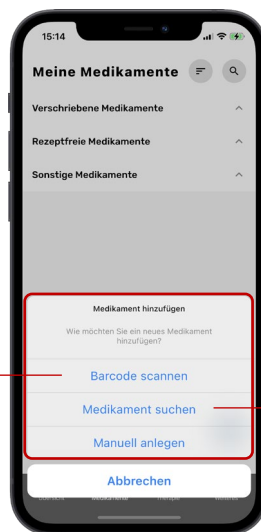 15:14
Meine Medikamente
Verschriebene Medikamente
Rezeptfreie Medikamente
Sonstige Medikamente
Medikament hinzufügen
Wie möchten Sie ein neues Medikament
hinzufügen?
Barcode scannen
Medikament suchen
Manuell anlegen
Abbrechen